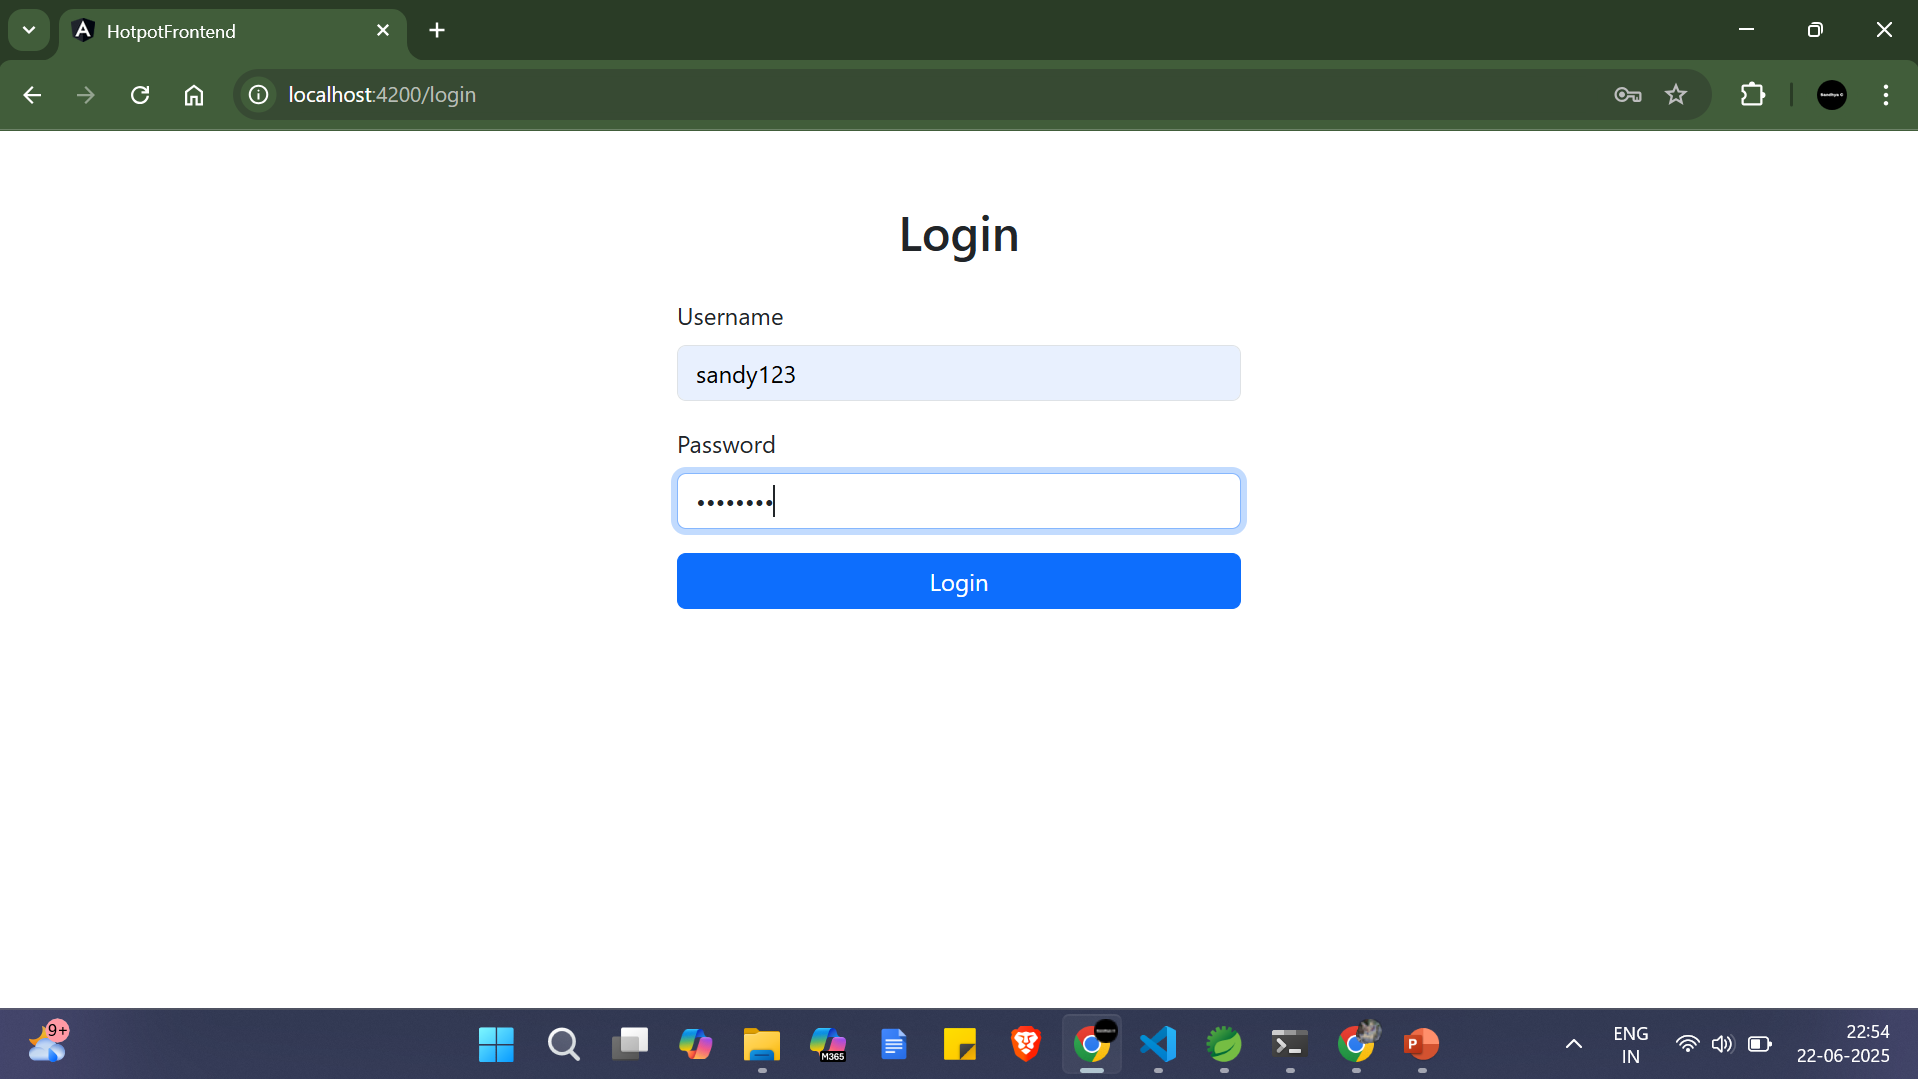 HotpotFrontend
localhost:4200/login
Login
Username
sandy123
Password
••••••••
Login
9+
M365
P
ENG
IN
22:54
22-06-2025